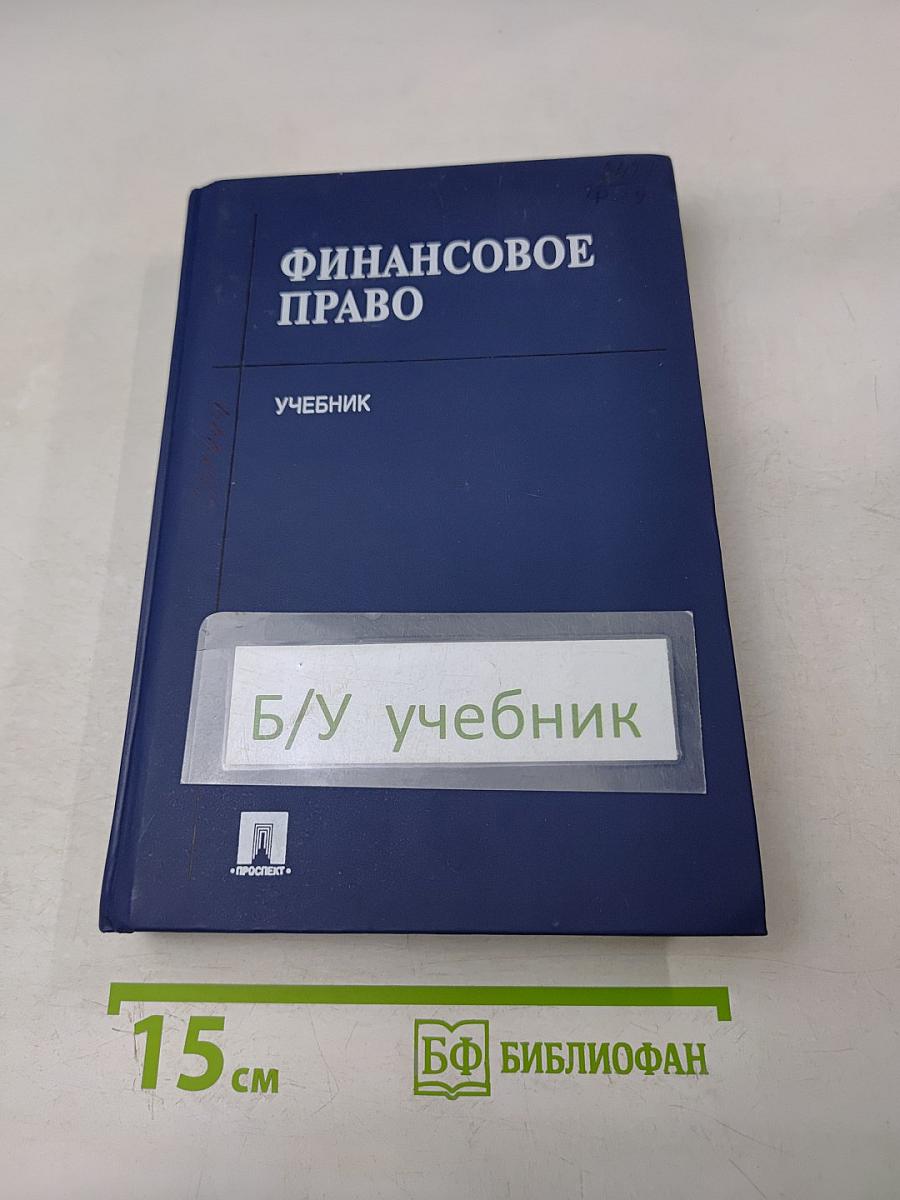 ФИНАНСОВОЕ
ПРАВО
УЧЕБНИК
Б/У учебник
• ПРОСПЕКТ •
15 см
БФ БИБЛИОФАН